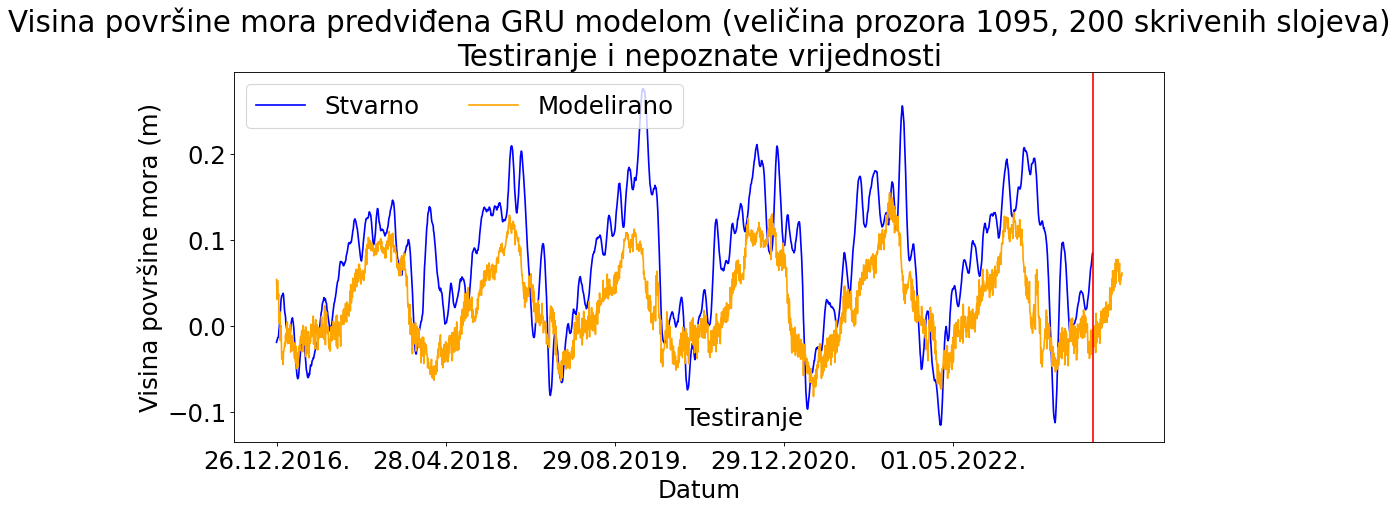 Visina površine mora predviđena GRU modelom (veličina prozora 1095, 200 skrivenih slojeva)
Testiranje i nepoznate vrijednosti
Stvarno Modelirano
Visina površine mora (m)
0.2
0.1
0.0
−0.1
Testiranje
26.12.2016. 28.04.2018. 29.08.2019. 29.12.2020. 01.05.2022.
Datum